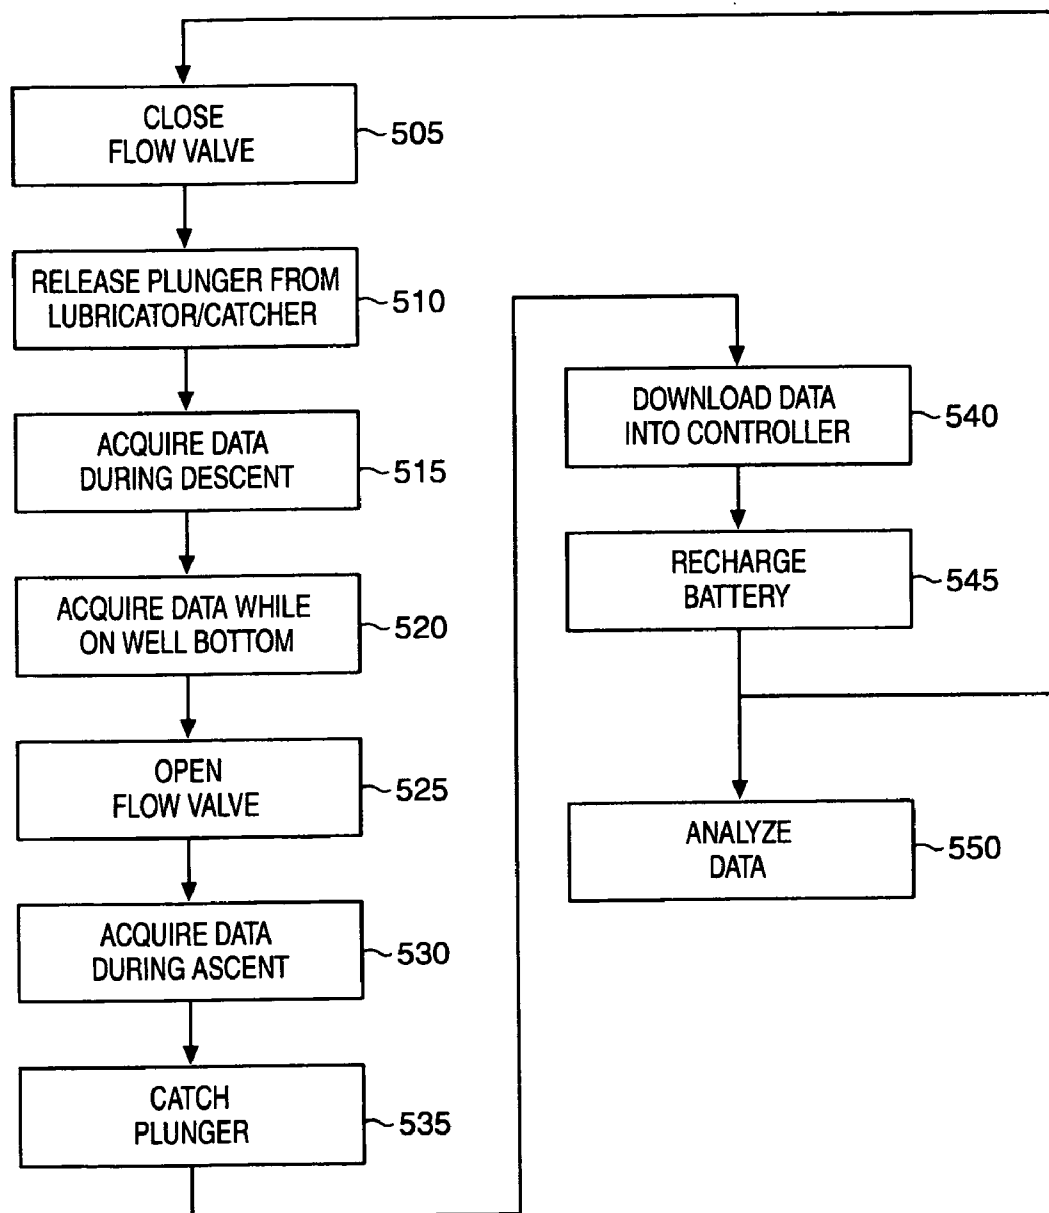 CLOSE
FLOW VALVE
505
RELEASE PLUNGER FROM
LUBRICATOR/CATCHER
510
ACQUIRE DATA
DURING DESCENT
515
ACQUIRE DATA WHILE
ON WELL BOTTOM
520
OPEN
FLOW VALVE
525
ACQUIRE DATA
DURING ASCENT
530
CATCH
PLUNGER
535
DOWNLOAD DATA
INTO CONTROLLER
540
RECHARGE
BATTERY
545
ANALYZE
DATA
550